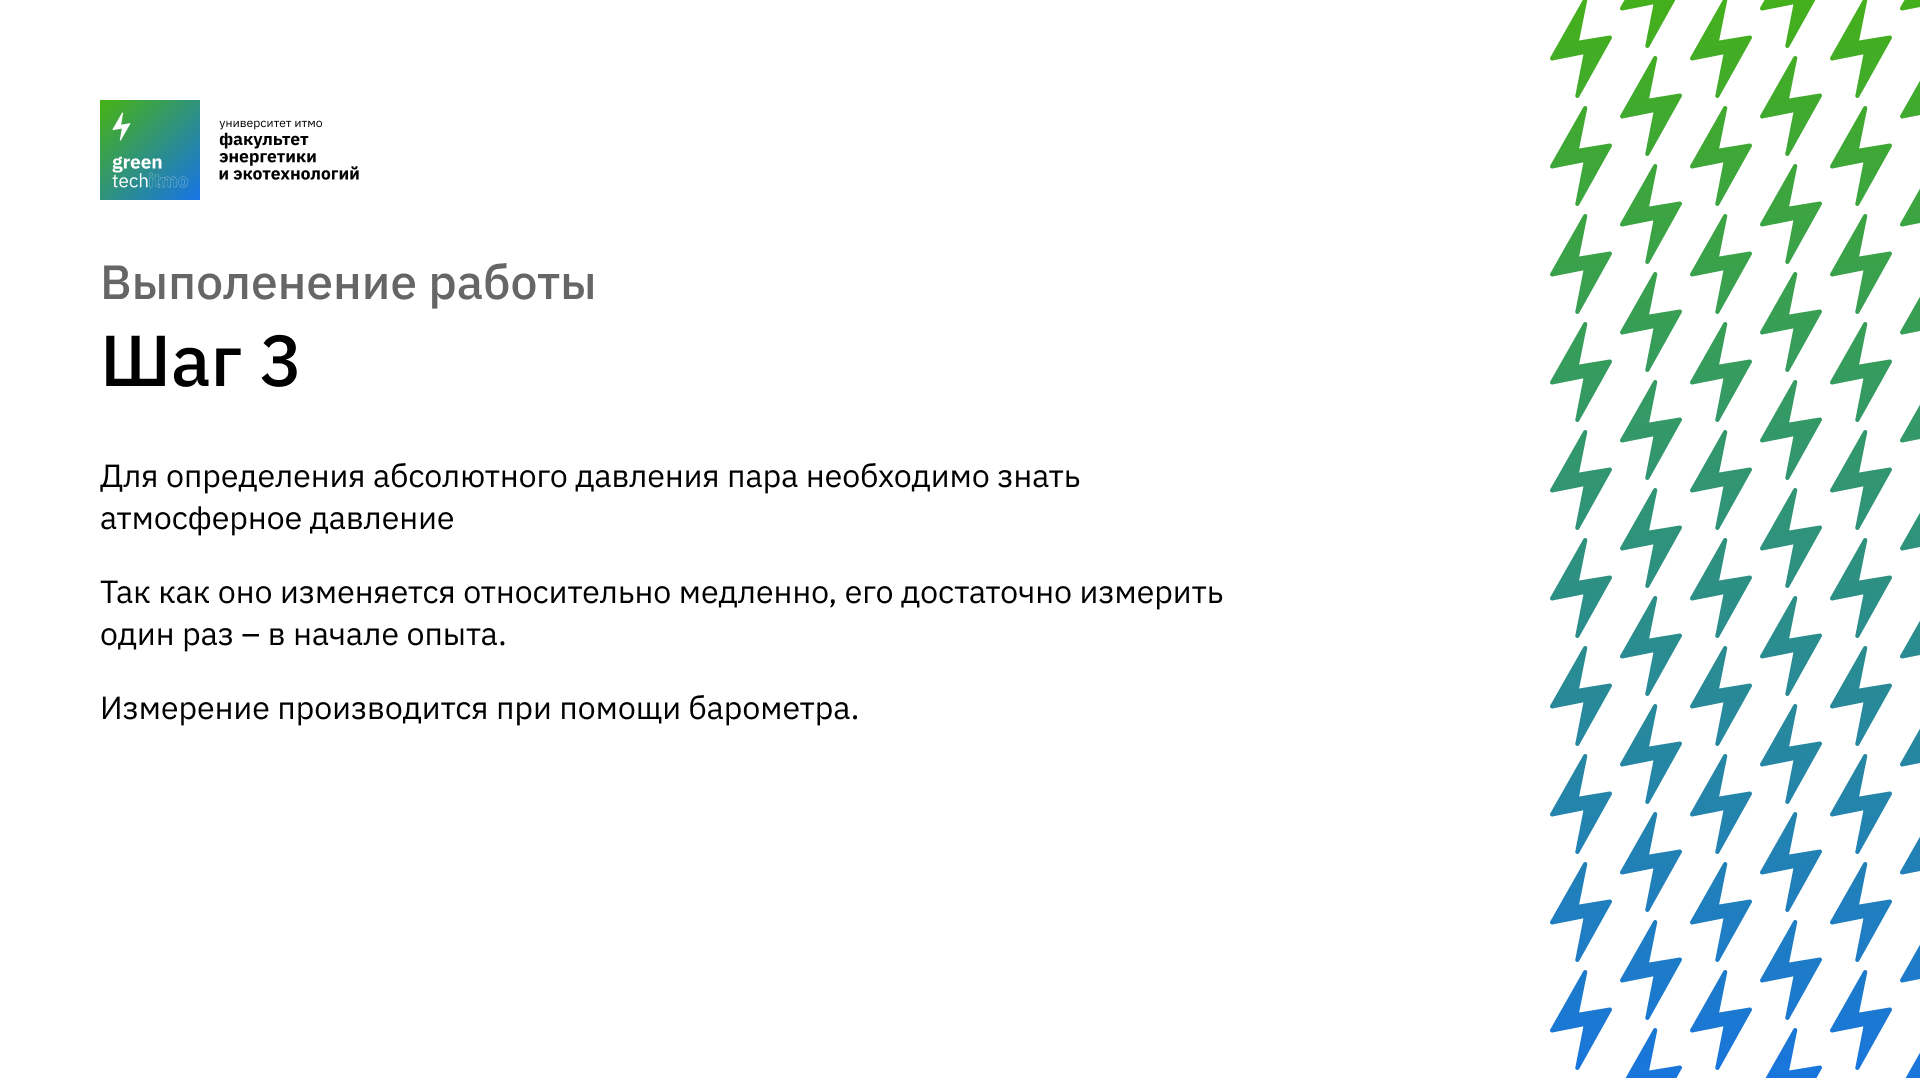 green
techitmo
университет итмо
факультет
энергетики
и экотехнологий
Выполенение работы
Шаг 3
Для определения абсолютного давления пара необходимо знать
атмосферное давление
Так как оно изменяется относительно медленно, его достаточно измерить
один раз – в начале опыта.
Измерение производится при помощи барометра.